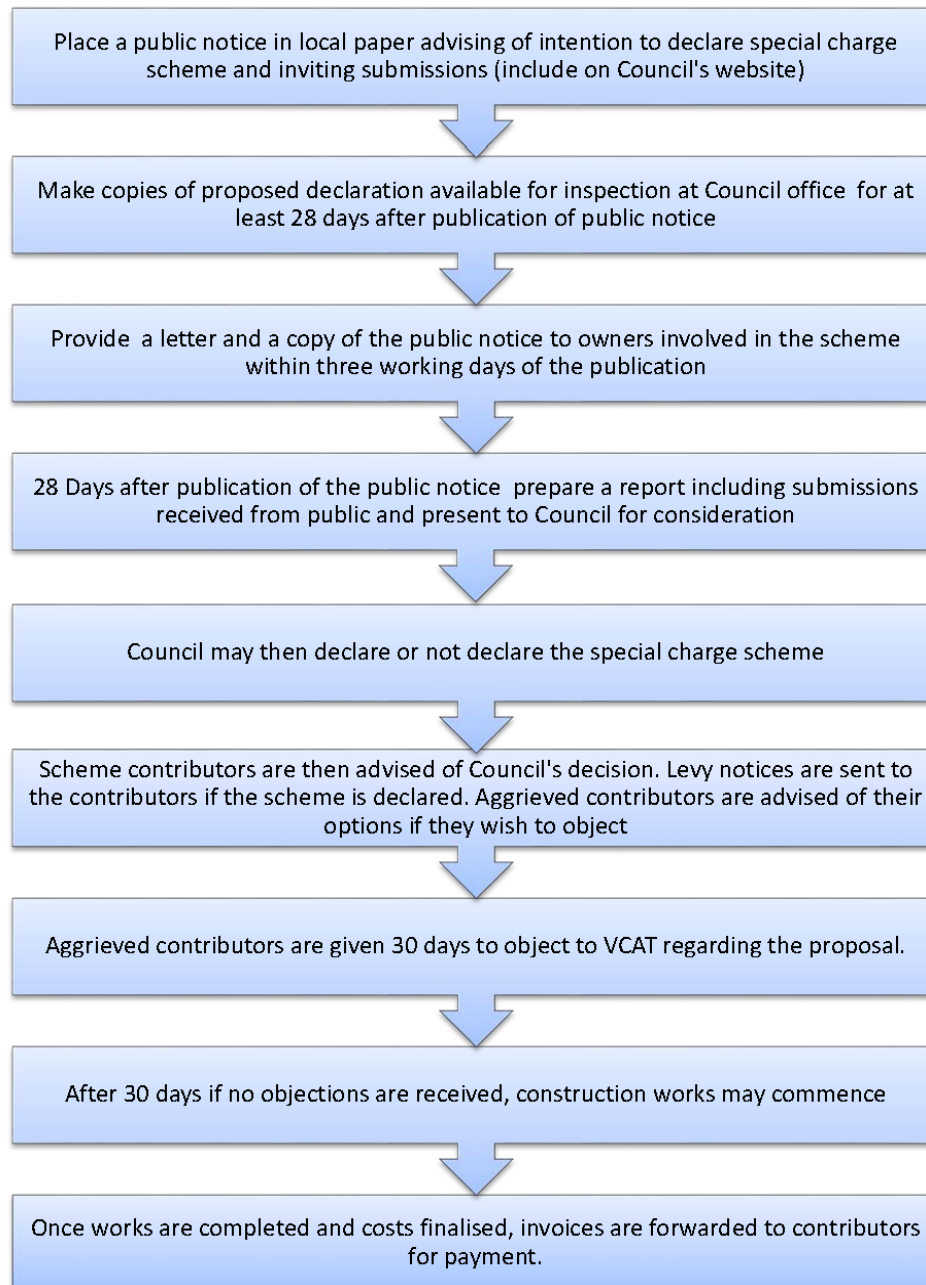 Place a public notice in local paper advising of intention to declare special charge
scheme and inviting submissions (include on Council's website)
Make copies of proposed declaration available for inspection at Council office for at
least 28 days after publication of public notice
Provide a letter and a copy of the public notice to owners involved in the scheme
within three working days of the publication
28 Days after publication of the public notice prepare a report including submissions
received from public and present to Council for consideration
Council may then declare or not declare the special charge scheme
Scheme contributors are then advised of Council's decision. Levy notices are sent to
the contributors if the scheme is declared. Aggrieved contributors are advised of their
options if they wish to object
Aggrieved contributors are given 30 days to object to VCAT regarding the proposal.
After 30 days if no objections are received, construction works may commence
Once works are completed and costs finalised, invoices are forwarded to contributors
for payment.